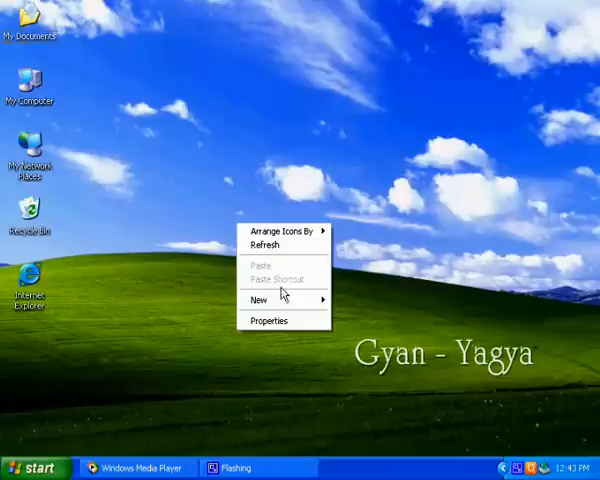 My Documents
My Computer
My Network
Places
Recycle Bin
Internet
Explorer
Arrange Icons By
Refresh
Paste
Paste Shortcut
New
Properties
Gyan - Yagya
start
Windows Media Player
Flashing
12:43 PM